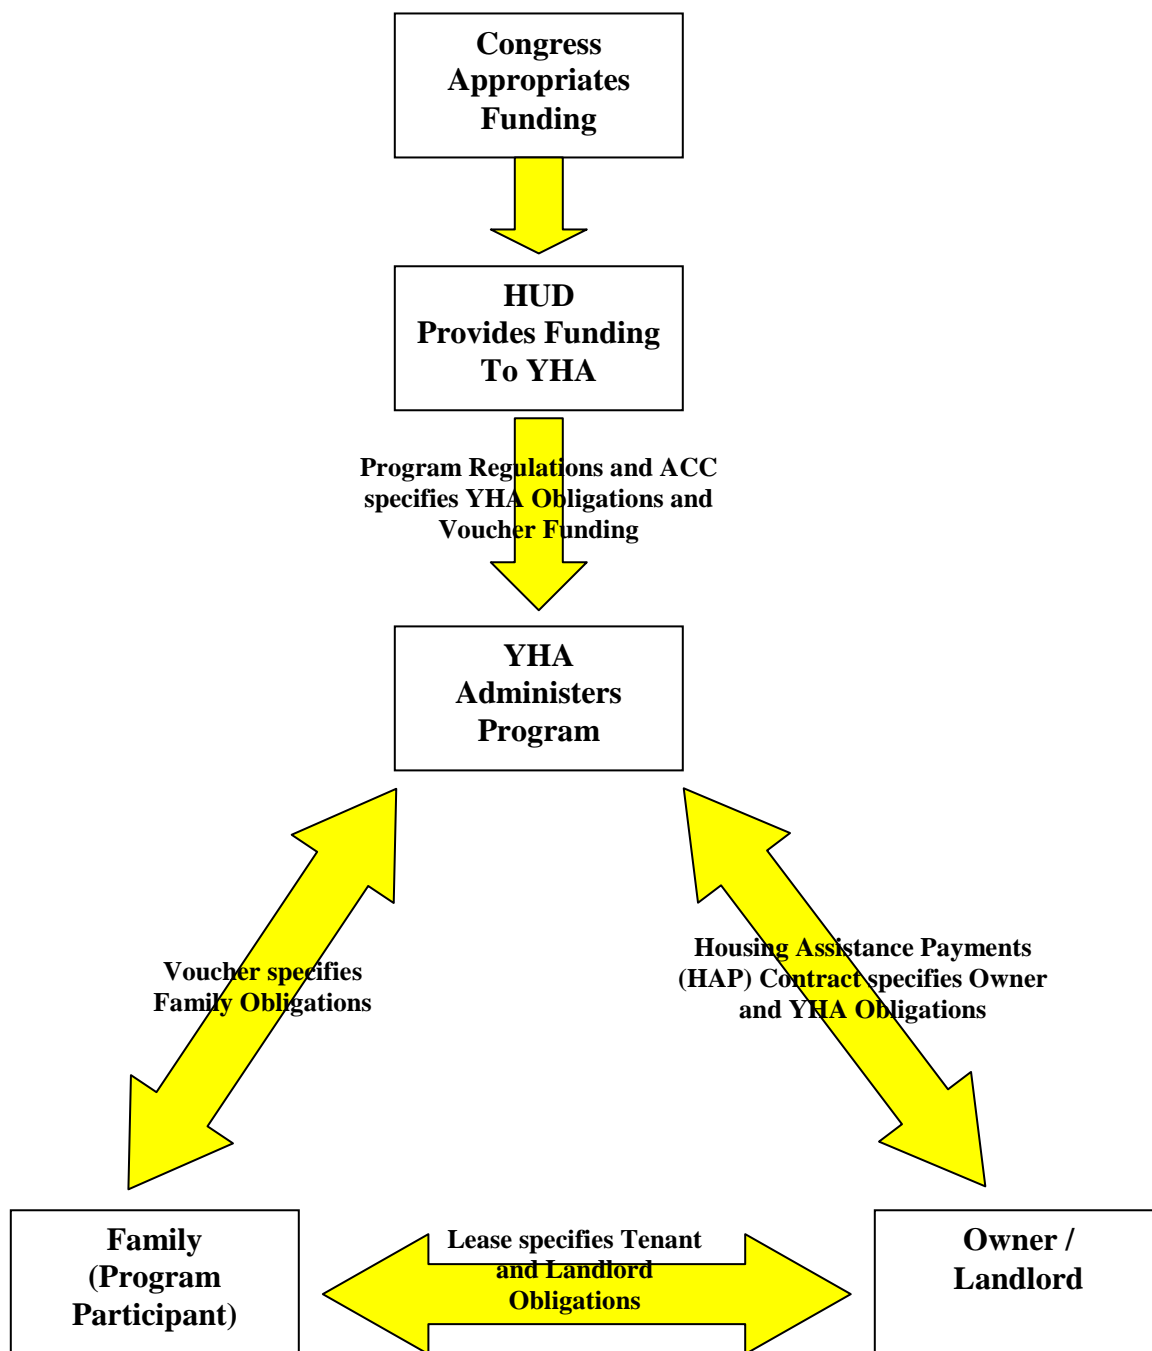 Congress
Appropriates
Funding
HUD
Provides Funding
To YHA
Program Regulations and ACC
specifies YHA Obligations and
Voucher Funding
YHA
Administers
Program
Voucher specifies
Family Obligations
Housing Assistance Payments
(HAP) Contract specifies Owner
and YHA Obligations
Family
(Program
Participant)
Lease specifies Tenant
and Landlord
Obligations
Owner /
Landlord